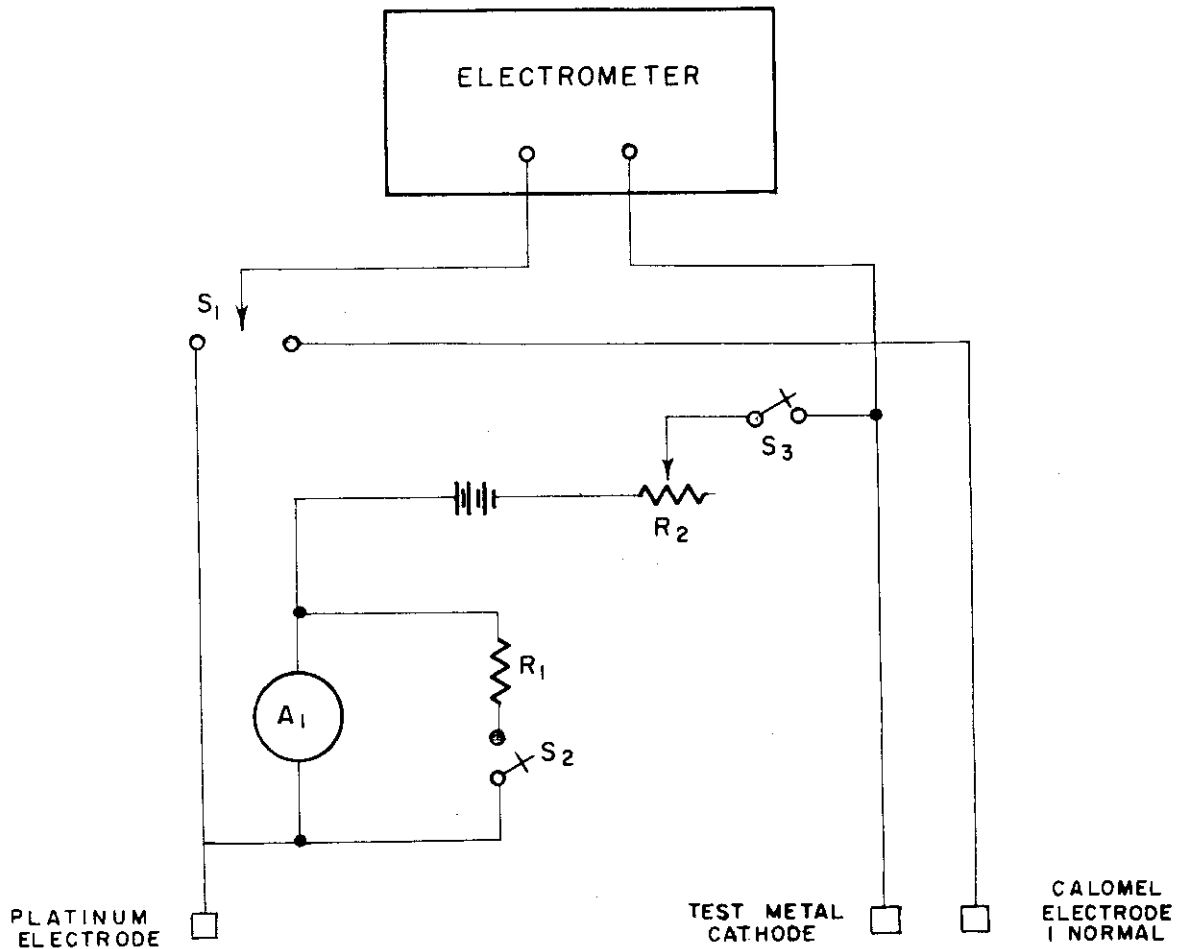 ELECTROMETER
S1
S3
R2
R1
A1
S2
PLATINUM
ELECTRODE
TEST METAL
CATHODE
CALOMEL
ELECTRODE
1 NORMAL